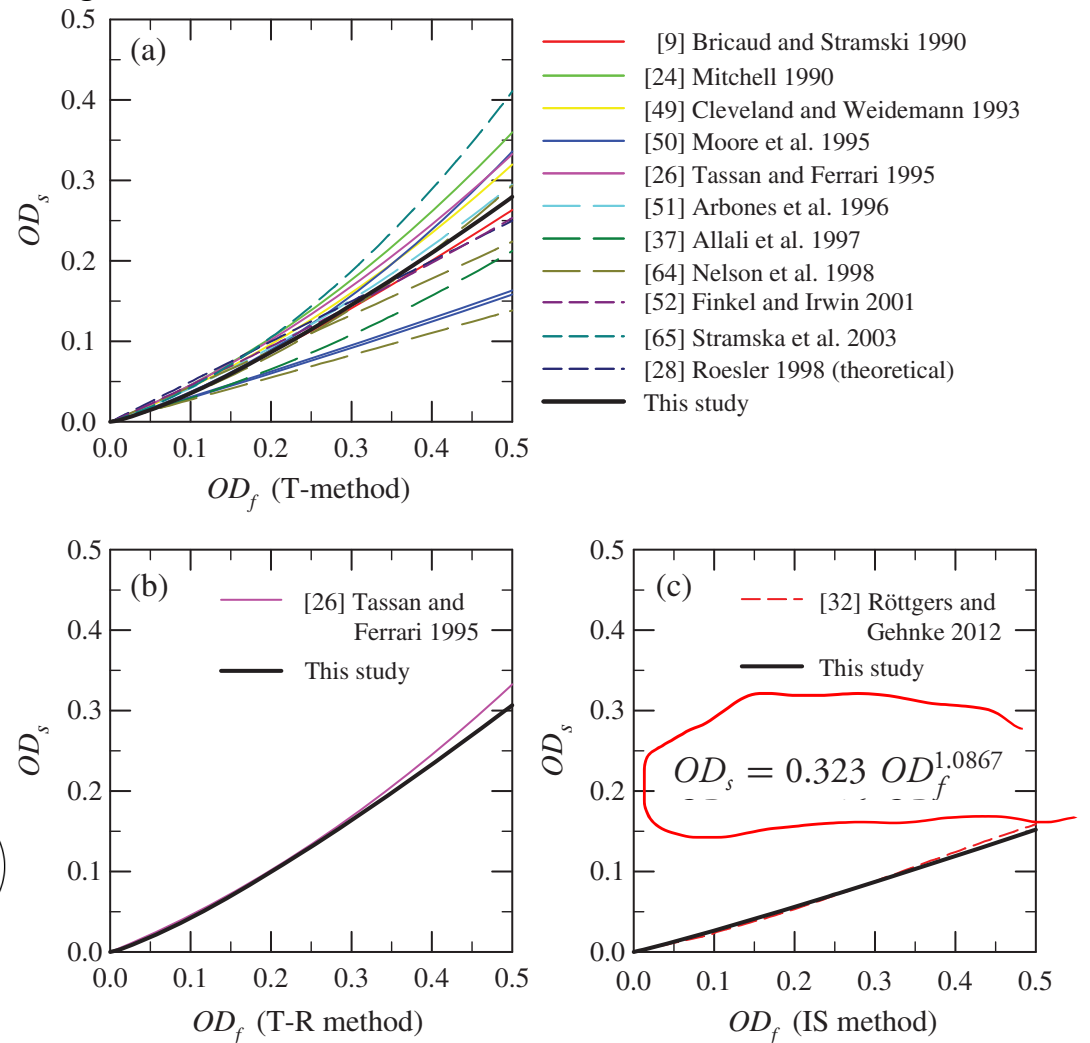 0.5
(a)
0.4
0.3
0.2
0.1
0.0
OD_s
0.0 0.1 0.2 0.3 0.4 0.5
OD_f (T-method)
[9] Bricaud and Stramski 1990
[24] Mitchell 1990
[49] Cleveland and Weidemann 1993
[50] Moore et al. 1995
[26] Tassan and Ferrari 1995
[51] Arbones et al. 1996
[37] Allali et al. 1997
[64] Nelson et al. 1998
[52] Finkel and Irwin 2001
[65] Stramska et al. 2003
[28] Roesler 1998 (theoretical)
This study
0.5
(b)
[26] Tassan and
Ferrari 1995
This study
0.4
0.3
0.2
0.1
0.0
OD_s
0.0 0.1 0.2 0.3 0.4 0.5
OD_f (T-R method)
0.5
(c)
[32] Röttgers and
Gehnke 2012
This study
0.4
0.3
OD_s = 0.323 OD_f^1.0867
0.2
0.1
0.0
OD_s
0.0 0.1 0.2 0.3 0.4 0.5
OD_f (IS method)